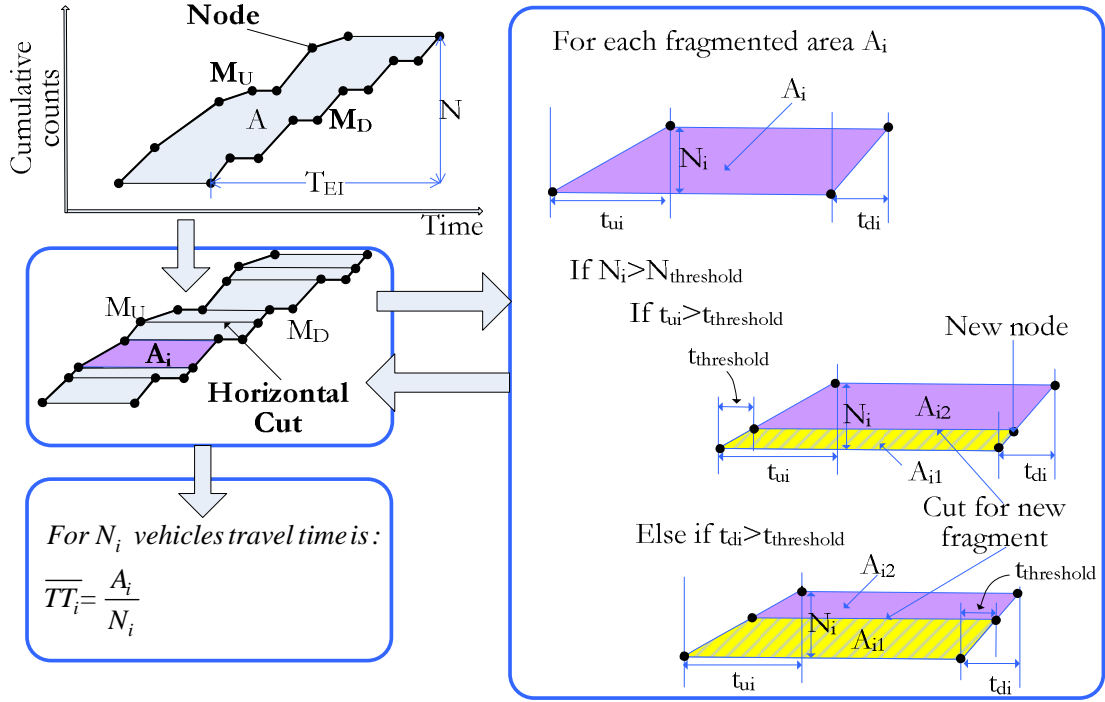 Cumulative
counts
Node
M_U
A
M_D
N
T_EI
Time
M_U
M_D
A_i
Horizontal
Cut
For N_i vehicles travel time is :
TT_i = A_i / N_i
For each fragmented area A_i
A_i
N_i
t_ui
t_di
If N_i>N_threshold
If t_ui>t_threshold
New node
t_threshold
N_i
A_i2
t_ui
A_i1
t_di
Cut for new
fragment
Else if t_di>t_threshold
A_i2
t_threshold
N_i
A_i1
t_ui
t_di